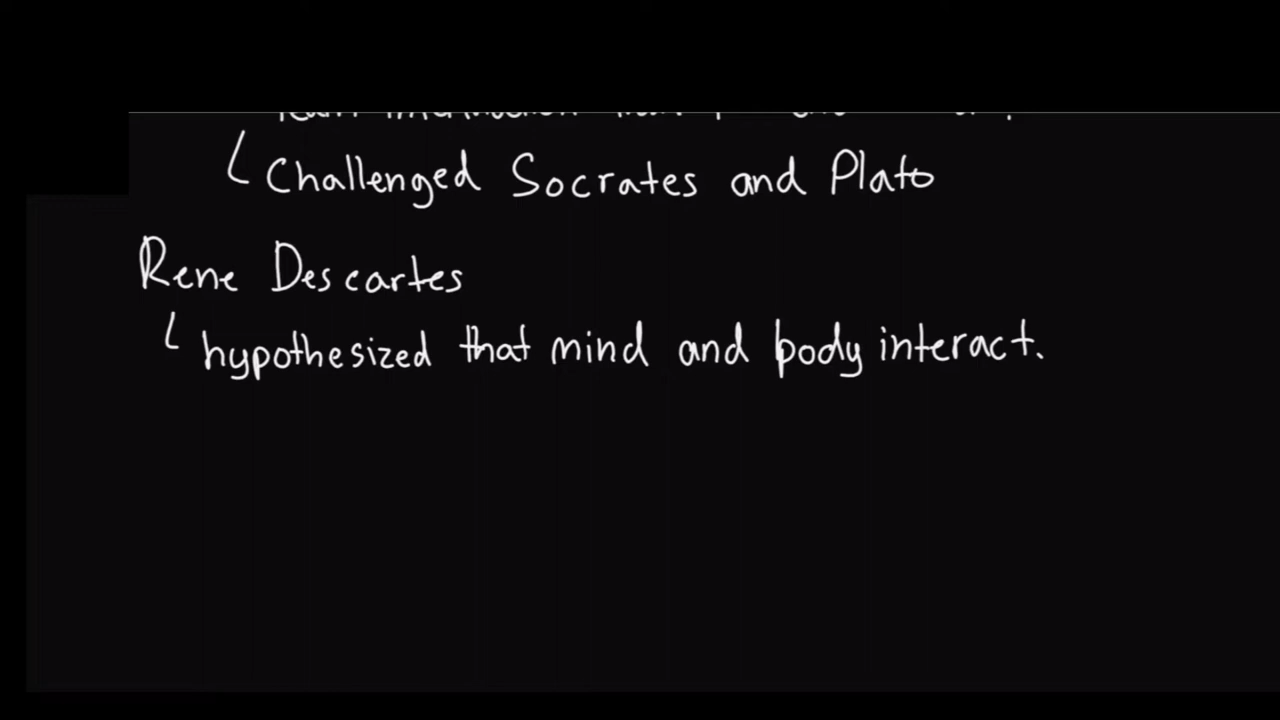 Challenged Socrates and Plato
Rene Descartes
hypothesized that mind and body interact.